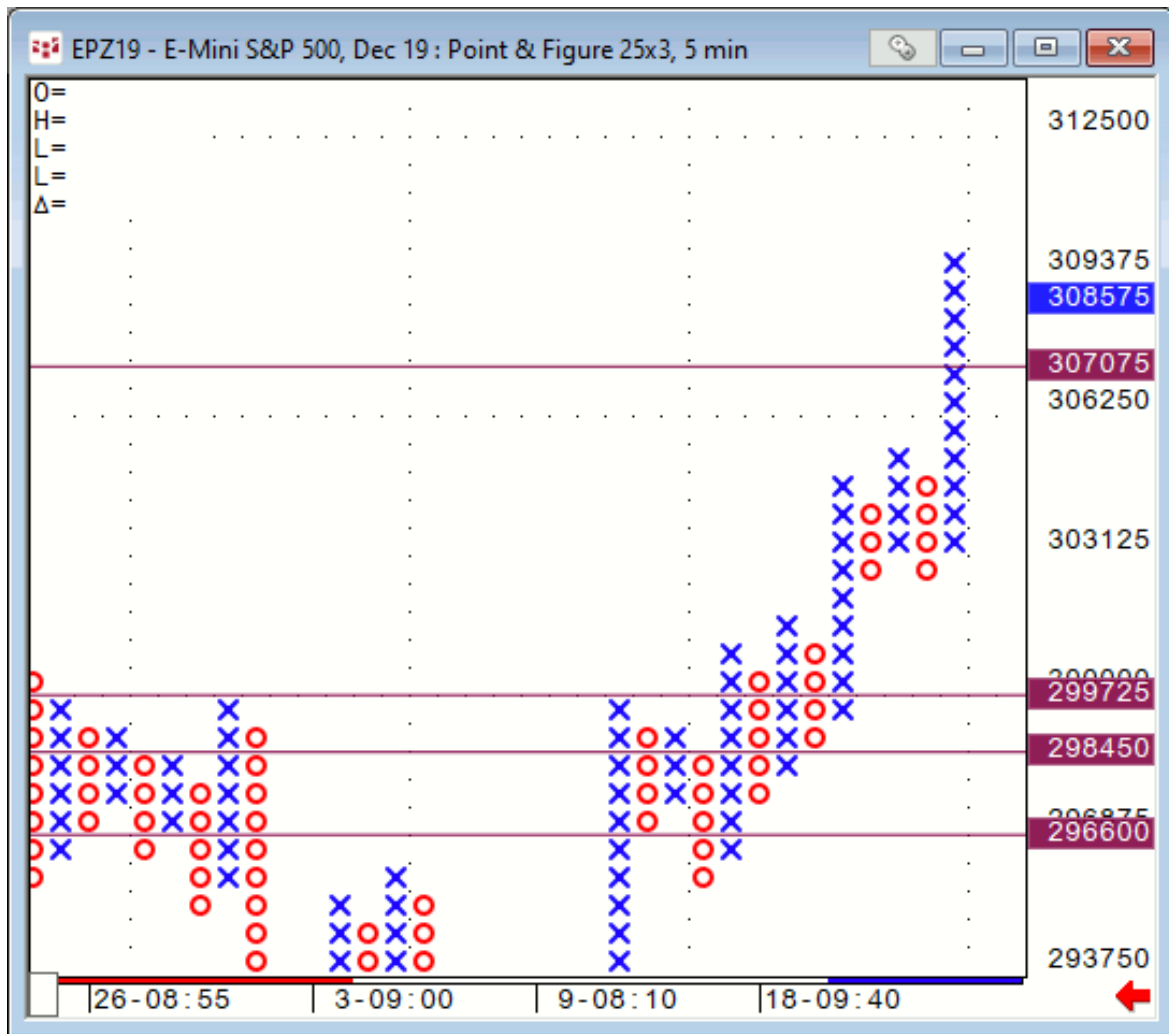 EPZ19 - E-Mini S&P 500, Dec 19 : Point & Figure 25x3, 5 min
O=
H=
L=
L=
Δ=
312500
309375
308575
307075
306250
303125
299725
298450
296600
293750
26-08:55
3-09:00
9-08:10
18-09:40